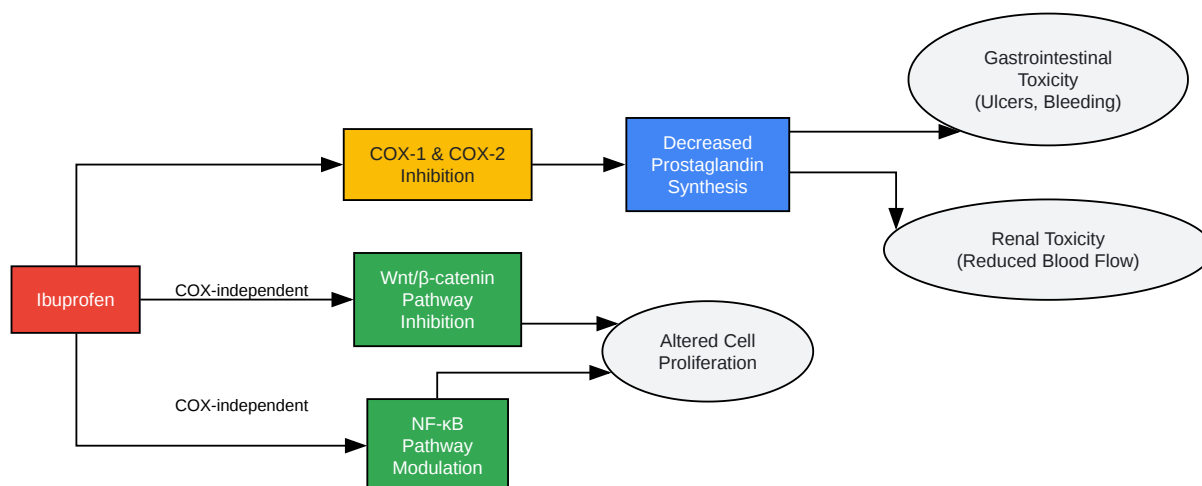 Gastrointestinal
Toxicity
(Ulcers, Bleeding)
COX-1 & COX-2
Inhibition
Decreased
Prostaglandin
Synthesis
Renal Toxicity
(Reduced Blood Flow)
Ibuprofen
COX-independent
Wnt/β-catenin
Pathway
Inhibition
Altered Cell
Proliferation
COX-independent
NF-κB
Pathway
Modulation